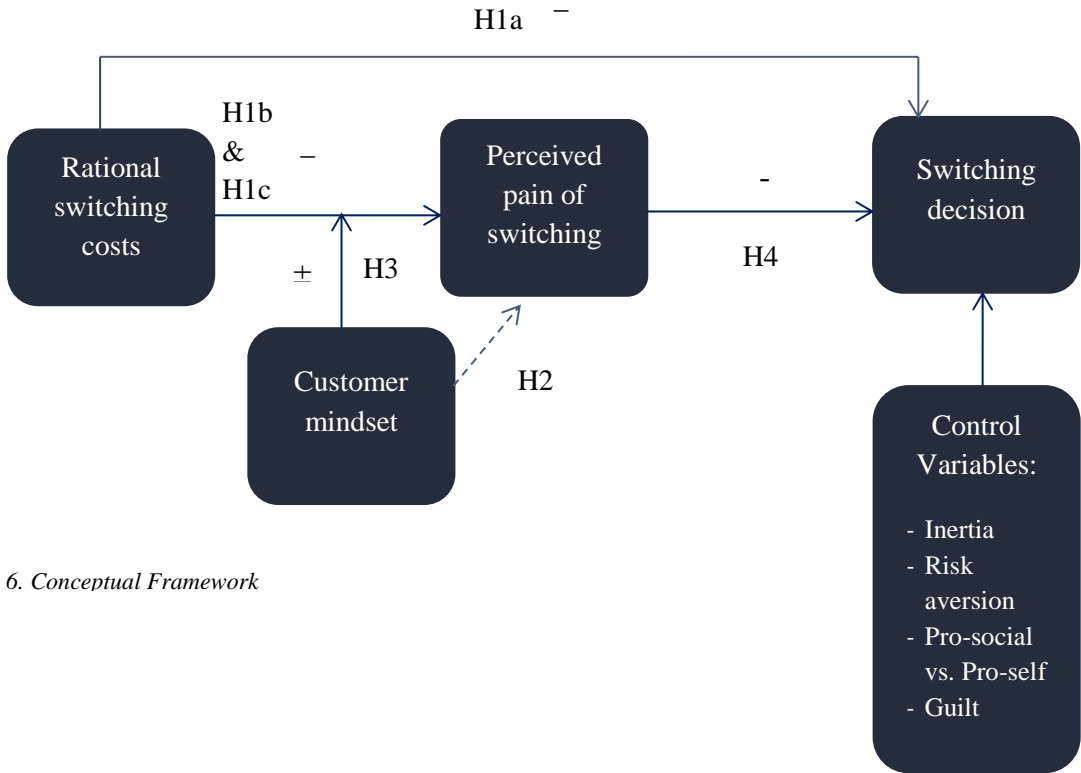 H1a –
H1b
& –
H1c
Rational
switching
costs
Perceived
pain of
switching
-
H4
Switching
decision
± H3
Customer
mindset
H2
Control
Variables:
- Inertia
- Risk
aversion
- Pro-social
vs. Pro-self
- Guilt
6. Conceptual Framework